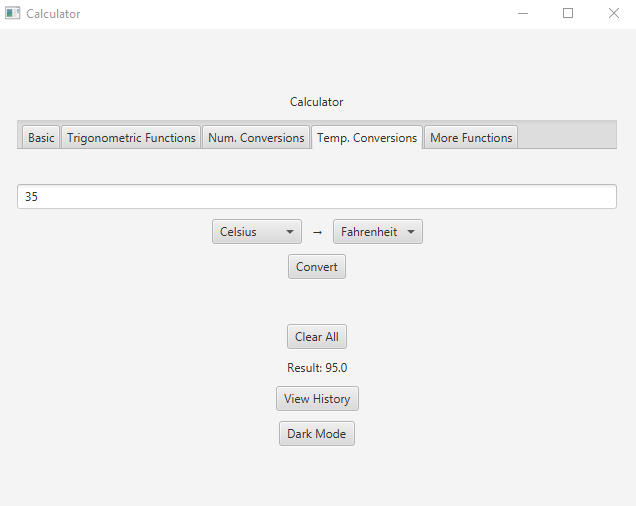 Calculator
Calculator
Basic Trigonometric Functions Num. Conversions Temp. Conversions More Functions
35
Celsius → Fahrenheit
Convert
Clear All
Result: 95.0
View History
Dark Mode